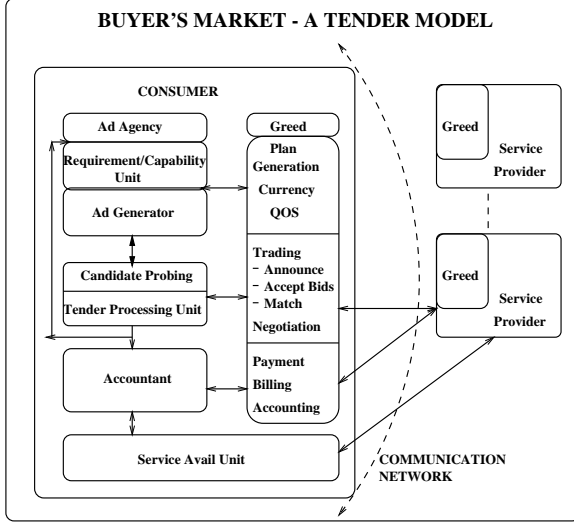 BUYER'S MARKET - A TENDER MODEL
CONSUMER
Ad Agency
Requirement/Capability
Unit
Ad Generator
Candidate Probing
Tender Processing Unit
Accountant
Service Avail Unit
Greed
Plan
Generation
Currency
QOS
Trading
- Announce
- Accept Bids
- Match
Negotiation
Payment
Billing
Accounting
Greed
Service
Provider
Greed
Service
Provider
COMMUNICATION
NETWORK